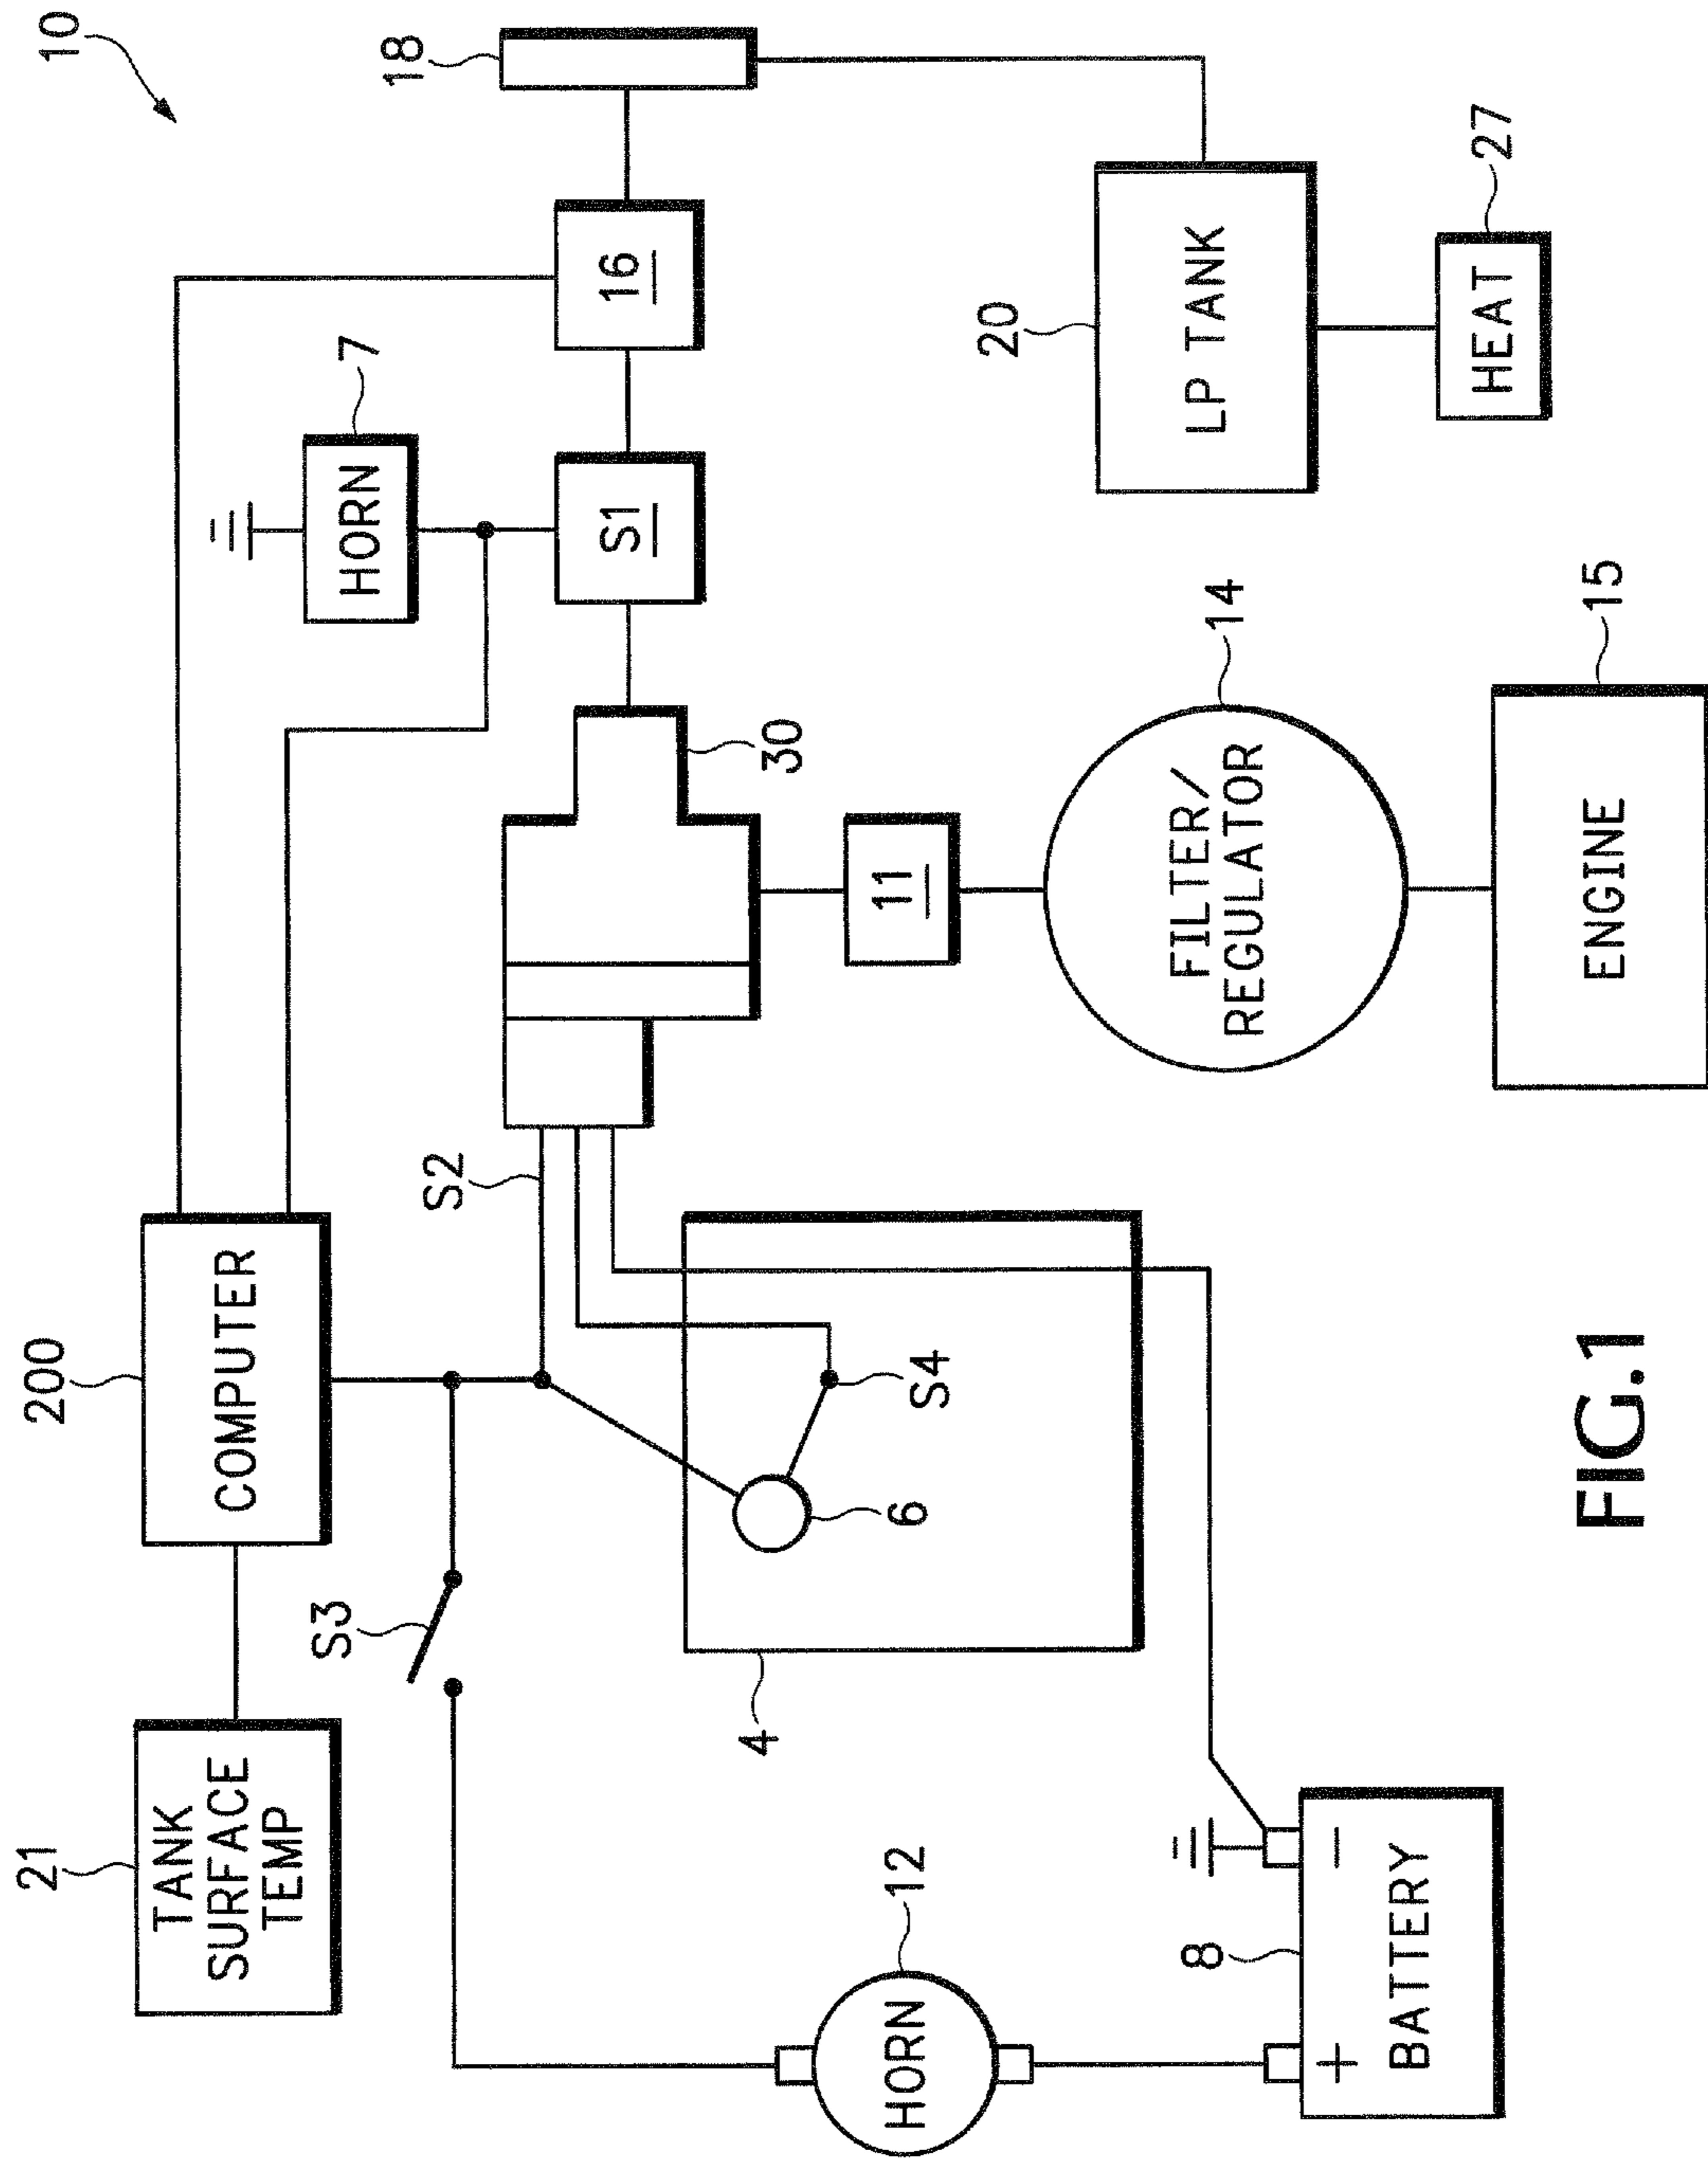 10
18
16
7
HORN
S1
20
LP TANK
27
HEAT
30
11
14
FILTER/
REGULATOR
15
ENGINE
200
COMPUTER
S2
S3
S4
6
4
21
TANK
SURFACE
TEMP
12
HORN
8
+
−
BATTERY
FIG.1